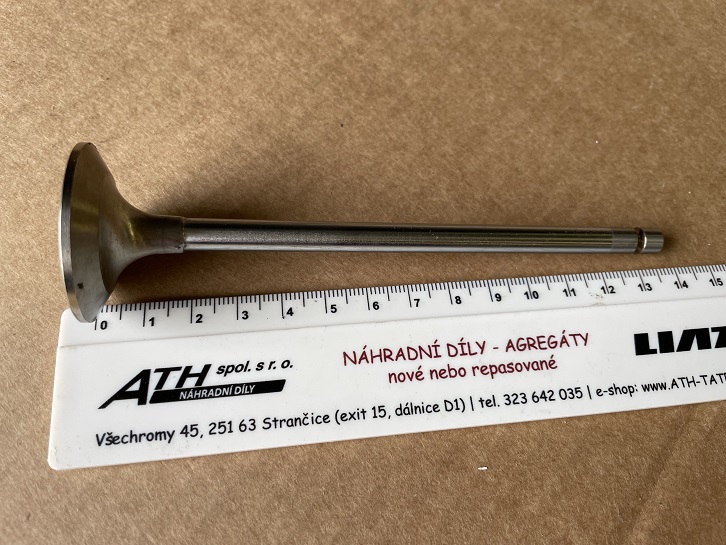 0 1 2 3 4 5 6 7 8 9 10 11 12 13 14 15
ATH spol. s r. o.
NÁHRADNÍ DÍLY
NÁHRADNÍ DÍLY - AGREGÁTY
nové nebo repasované
Všechromy 45, 251 63 Strančice (exit 15, dálnice D1) | tel. 323 642 035 | e-shop: www.ATH-TAT